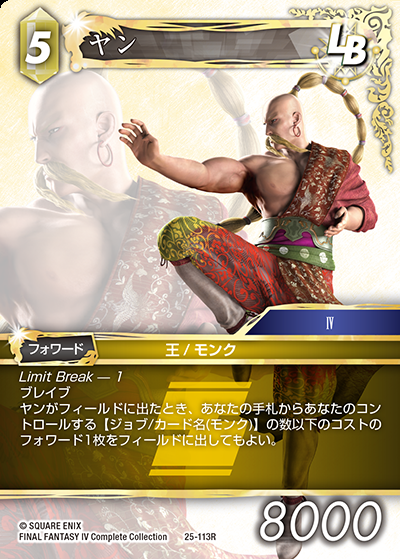 5
ヤン
LB
IV
フォワード
王 / モンク
Limit Break — 1
ブレイブ
ヤンがフィールドに出たとき、あなたの手札からあなたのコン
トロールする【ジョブ/カード名(モンク)】の数以下のコストの
フォワード1枚をフィールドに出してもよい。
© SQUARE ENIX
FINAL FANTASY IV Complete Collection 25-113R
8000